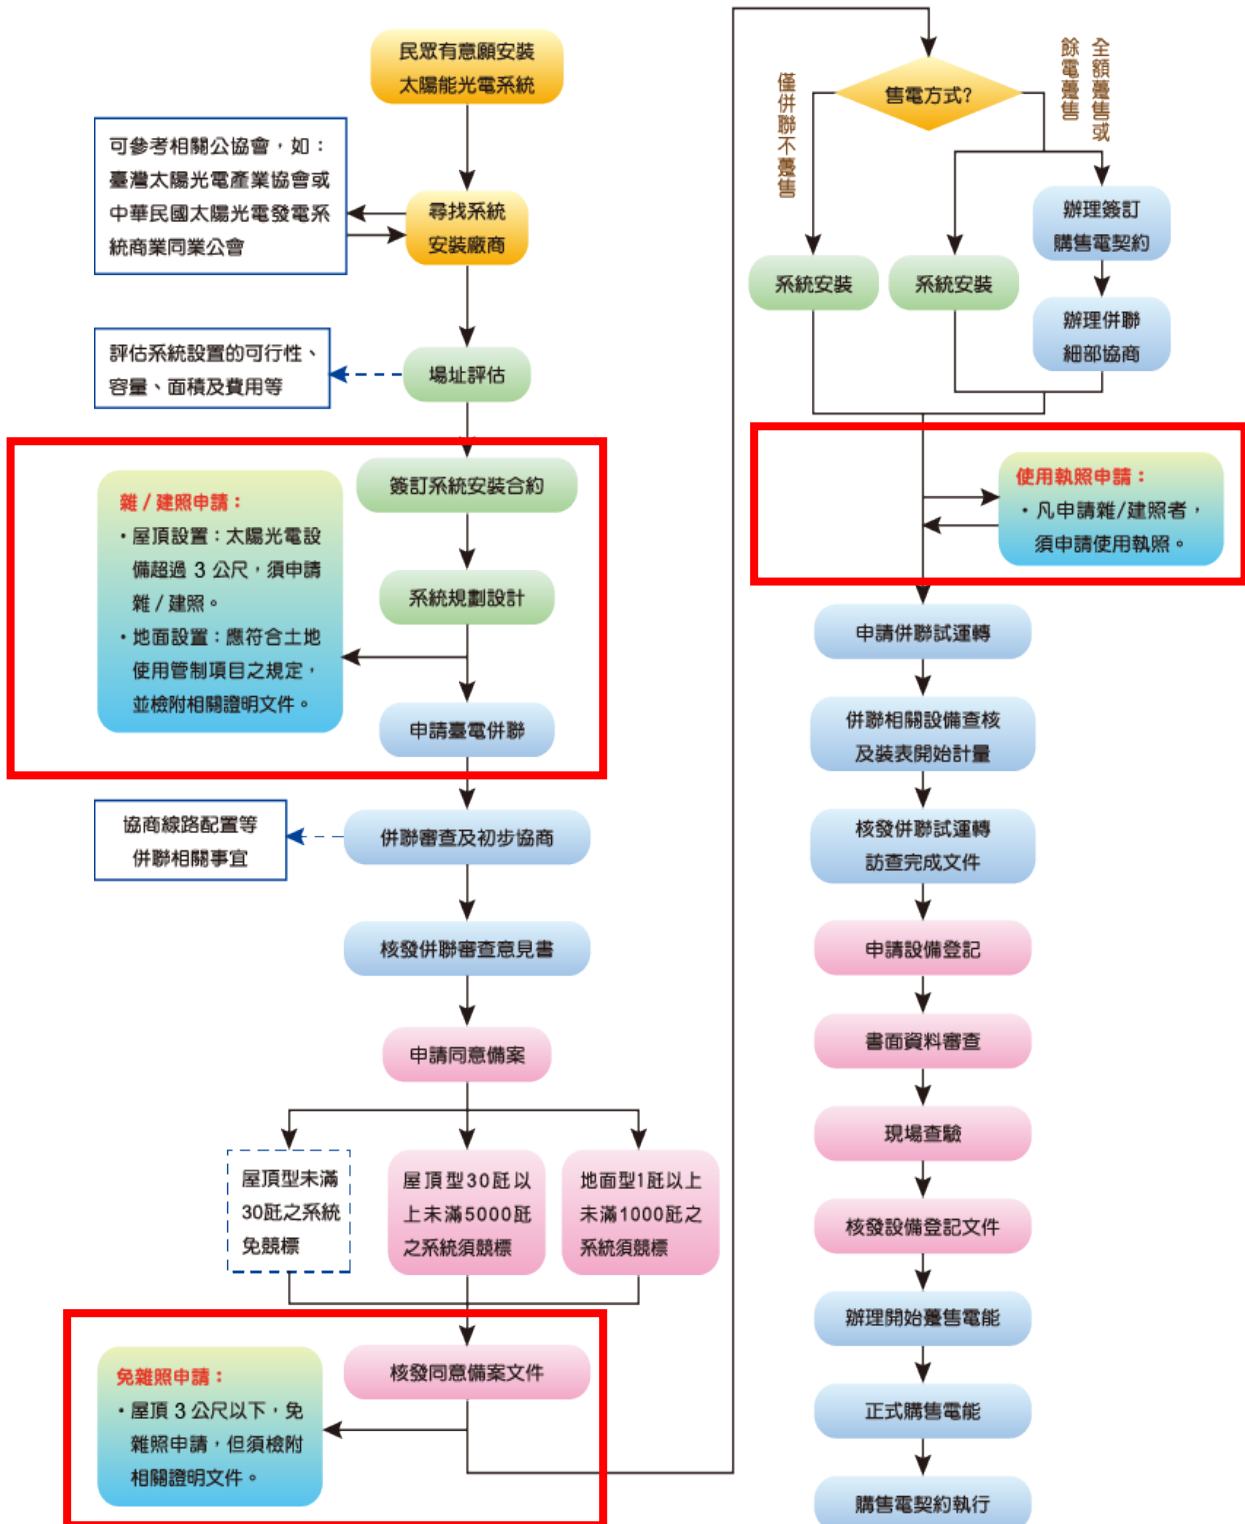 民眾有意願安裝
太陽能光電系統
可參考相關公協會，如：
臺灣太陽光電產業協會或
中華民國太陽光電發電系
統商業同業公會
尋找系統
安裝廠商
評估系統設置的可行性、
容量、面積及費用等
場址評估
簽訂系統安裝合約
雜／建照申請：
・屋頂設置：太陽光電設
備超過 3 公尺，須申請
雜／建照。
・地面設置：應符合土地
使用管制項目之規定，
並檢附相關證明文件。
系統規劃設計
申請臺電併聯
協商線路配置等
併聯相關事宜
併聯審查及初步協商
核發併聯審查意見書
申請同意備案
屋頂型未滿
30瓩之系統
免競標
屋頂型30瓩以
上未滿5000瓩
之系統須競標
地面型1瓩以上
未滿1000瓩之
系統須競標
核發同意備案文件
免雜照申請：
・屋頂 3 公尺以下，免
雜照申請，但須檢附
相關證明文件。
售電方式？
僅併聯不躉售
全額躉售或
餘電躉售
系統安裝
系統安裝
辦理簽訂
購售電契約
辦理併聯
細部協商
使用執照申請：
・凡申請雜/建照者，
須申請使用執照。
申請併聯試運轉
併聯相關設備查核
及裝表開始計量
核發併聯試運轉
訪查完成文件
申請設備登記
書面資料審查
現場查驗
核發設備登記文件
辦理開始躉售電能
正式購售電能
購售電契約執行